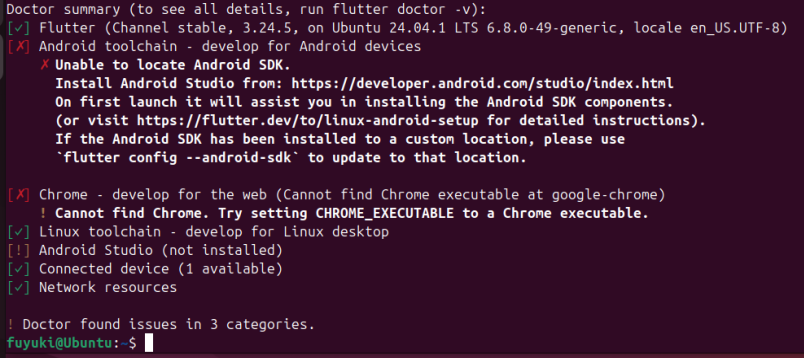 Doctor summary (to see all details, run flutter doctor -v):
[✓] Flutter (Channel stable, 3.24.5, on Ubuntu 24.04.1 LTS 6.8.0-49-generic, locale en_US.UTF-8)
[✗] Android toolchain - develop for Android devices
✗ Unable to locate Android SDK.
Install Android Studio from: https://developer.android.com/studio/index.html
On first launch it will assist you in installing the Android SDK components.
(or visit https://flutter.dev/to/linux-android-setup for detailed instructions).
If the Android SDK has been installed to a custom location, please use
`flutter config --android-sdk` to update to that location.
[✗] Chrome - develop for the web (Cannot find Chrome executable at google-chrome)
! Cannot find Chrome. Try setting CHROME_EXECUTABLE to a Chrome executable.
[✓] Linux toolchain - develop for Linux desktop
[!] Android Studio (not installed)
[✓] Connected device (1 available)
[✓] Network resources
! Doctor found issues in 3 categories.
fuyuki@Ubuntu:~$